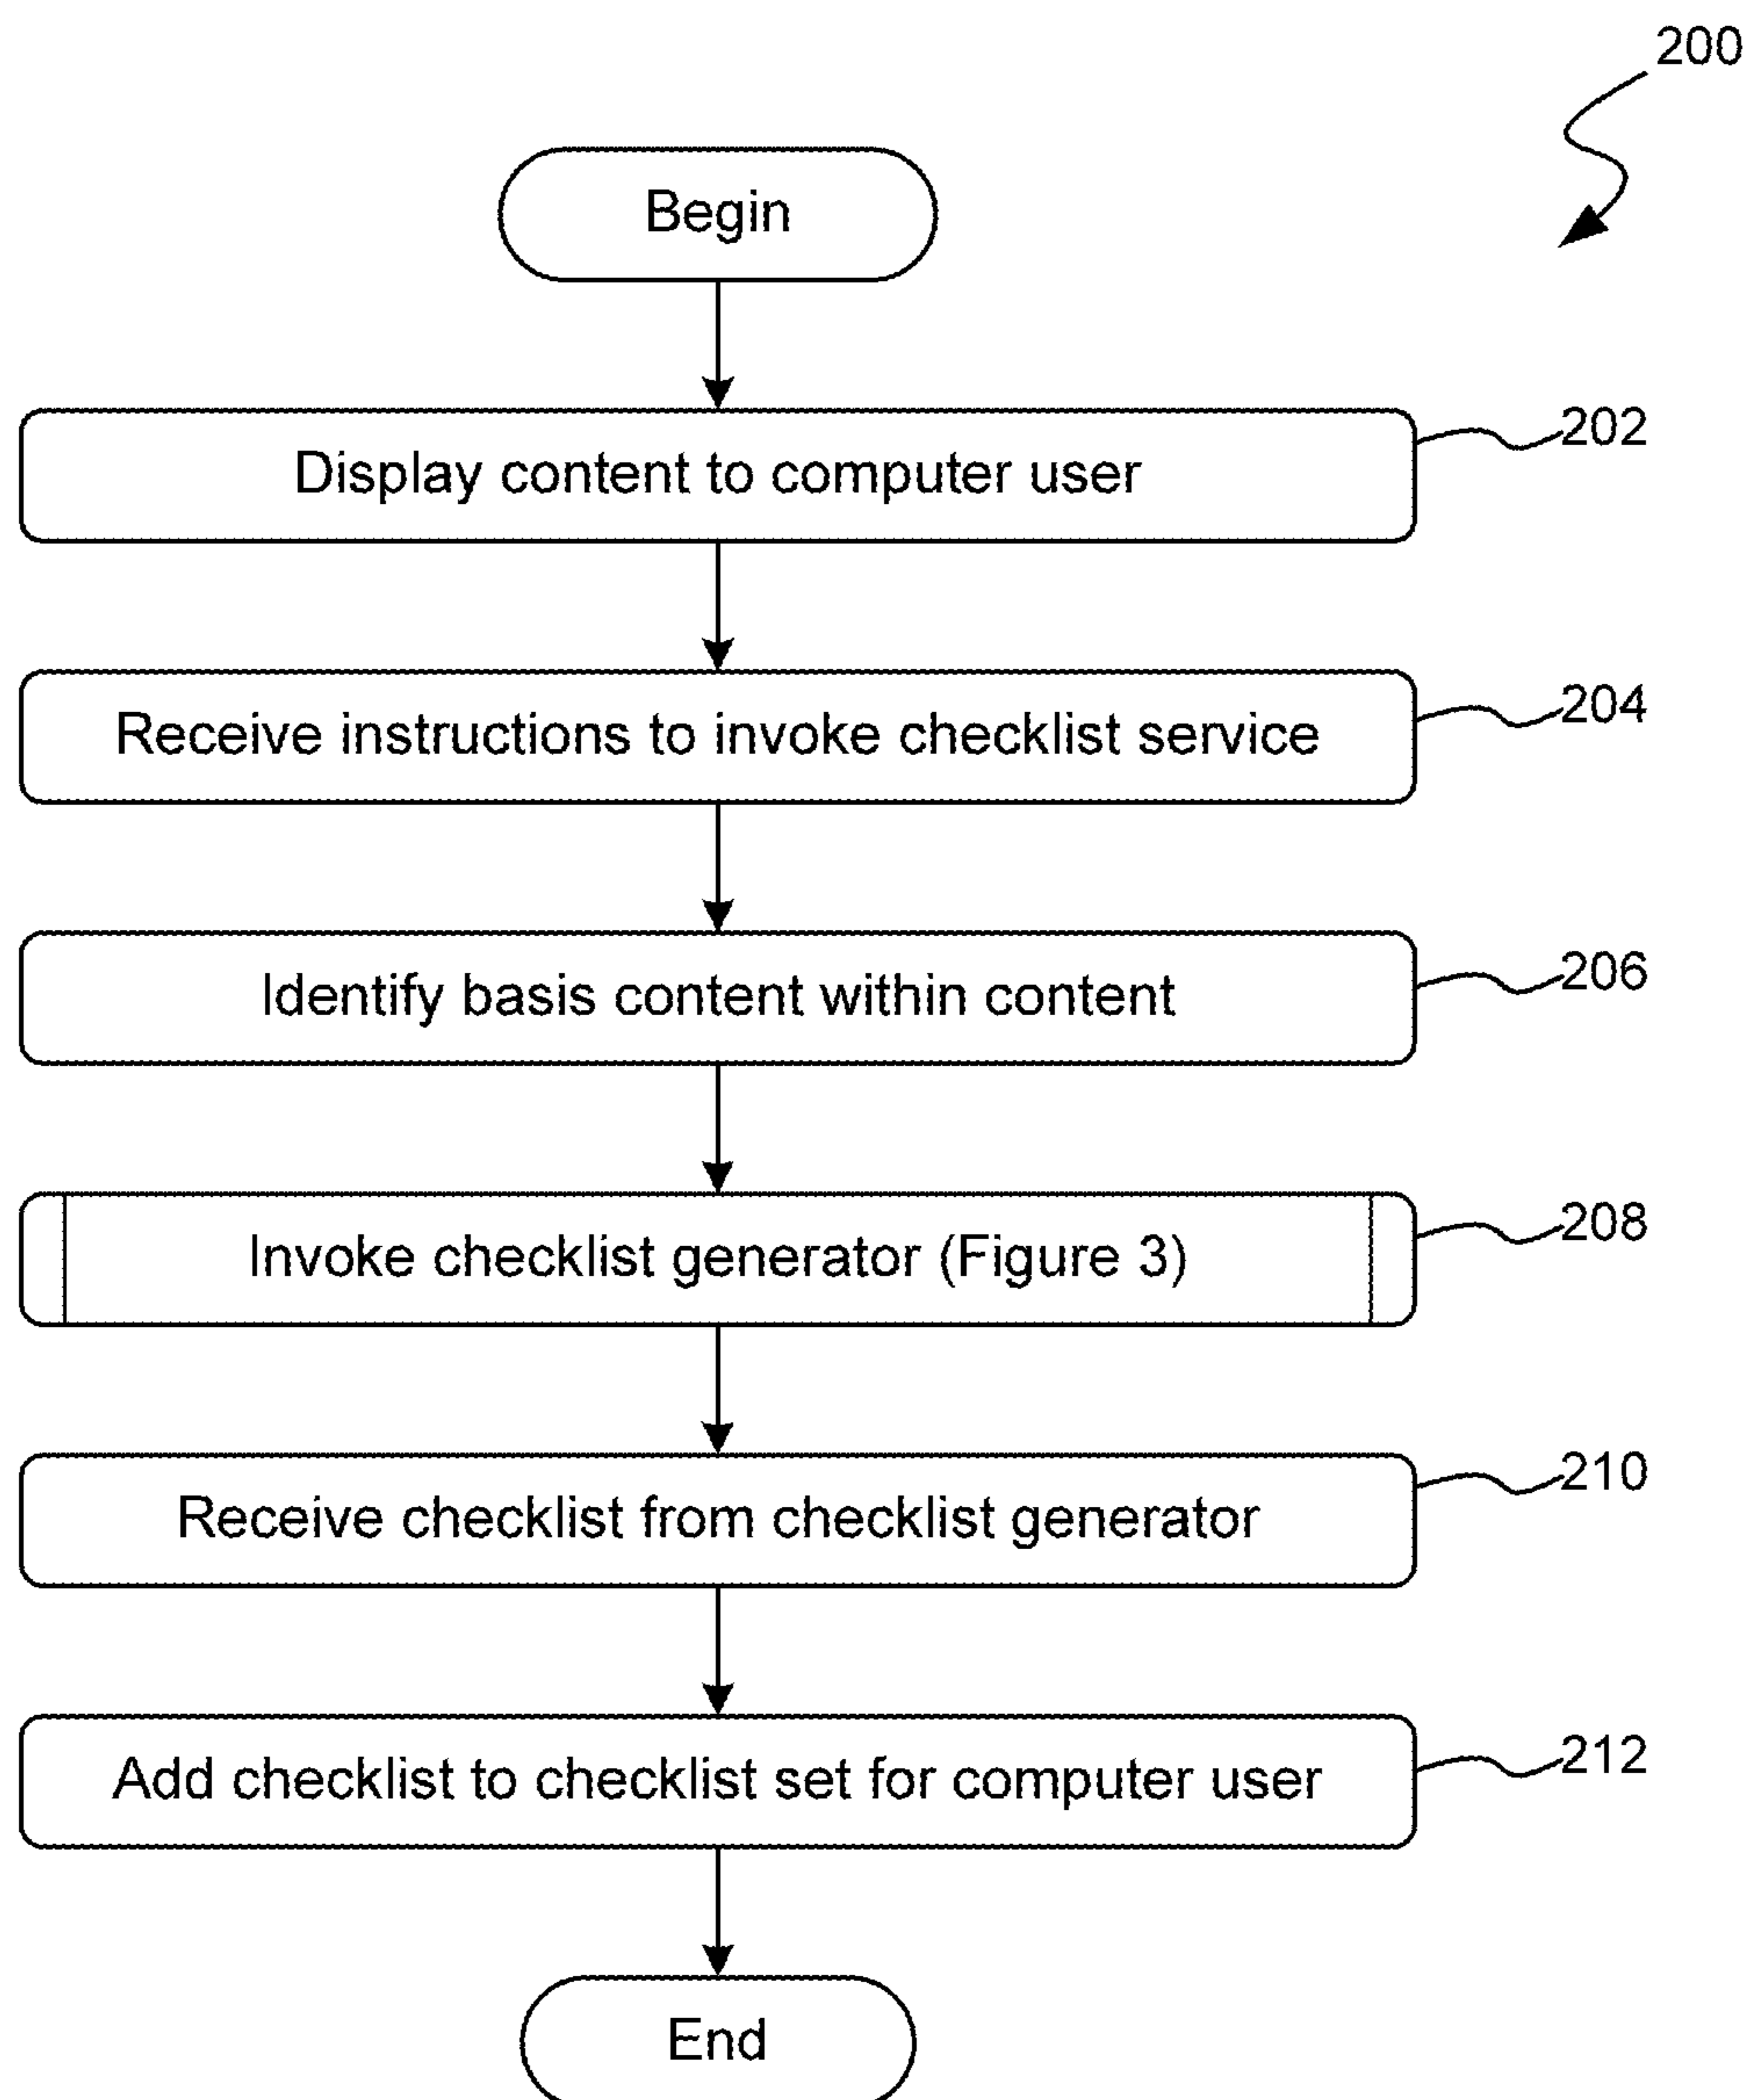 200
Begin
Display content to computer user
202
Receive instructions to invoke checklist service
204
Identify basis content within content
206
Invoke checklist generator (Figure 3)
208
Receive checklist from checklist generator
210
Add checklist to checklist set for computer user
212
End